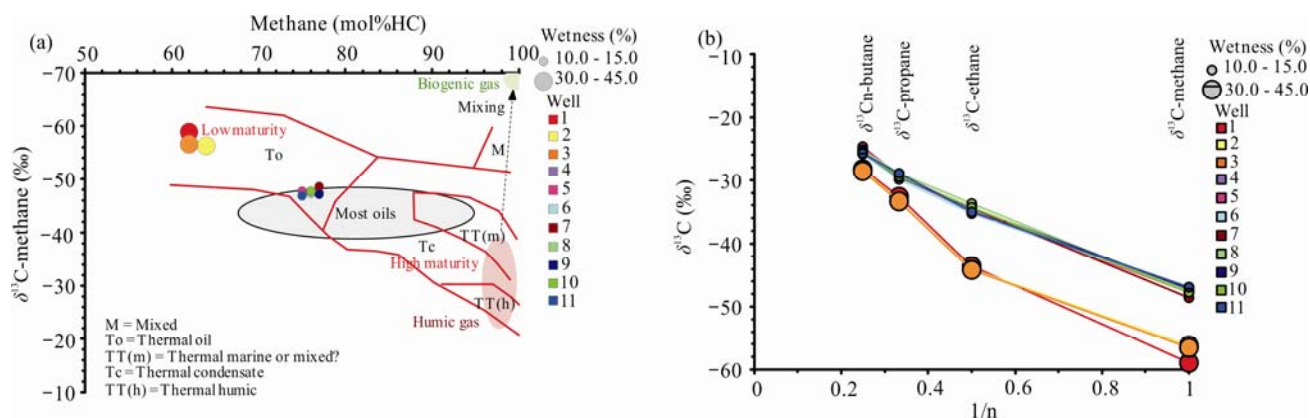 (a)
Methane (mol%HC)
50 60 70 80 90 100
Wetness (%)
10.0 - 15.0
30.0 - 45.0
Well
1
2
3
4
5
6
7
8
9
10
11
δ¹³C-methane (‰)
−70
−60
−50
−40
−30
−20
−10
Biogenic gas
Mixing
M
Low maturity
To
Most oils
TT(m)
Tc
High maturity
TT(h)
Humic gas
M = Mixed
To = Thermal oil
TT(m) = Thermal marine or mixed?
Tc = Thermal condensate
TT(h) = Thermal humic
(b)
δ¹³Cn-butane
δ¹³C-propane
δ¹³C-ethane
δ¹³C-methane
Wetness (%)
10.0 - 15.0
30.0 - 45.0
Well
1
2
3
4
5
6
7
8
9
10
11
δ¹³C (‰)
−10
−20
−30
−40
−50
−60
0 0.2 0.4 0.6 0.8 1
1/n